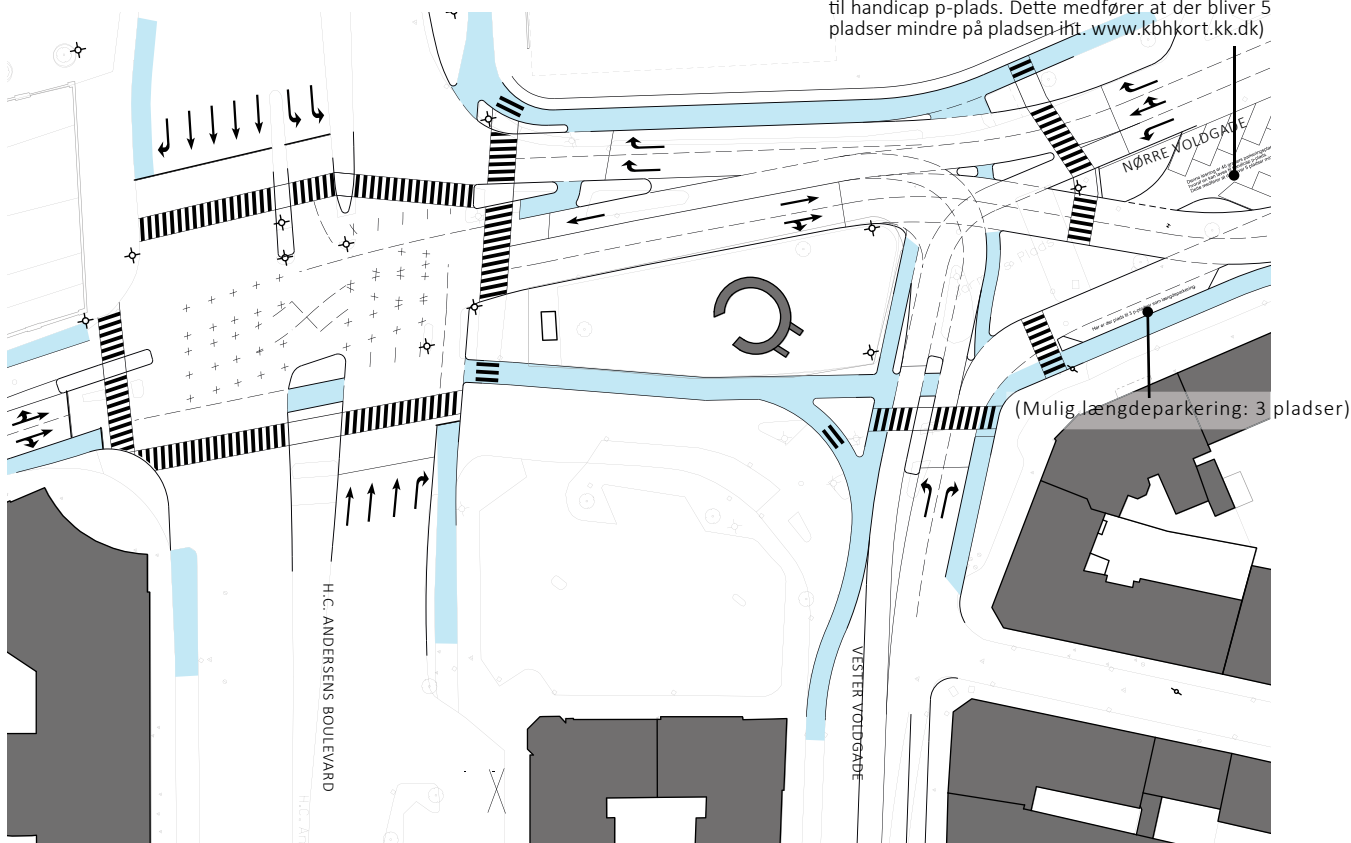 til handicap p-plads. Dette medfører at der bliver 5
pladser mindre på pladsen iht. www.kbhkort.kk.dk)
NØRRE VOLDGADE
(Mulig længdeparkering: 3 pladser)
H.C. ANDERSENS BOULEVARD
VESTER VOLDGADE